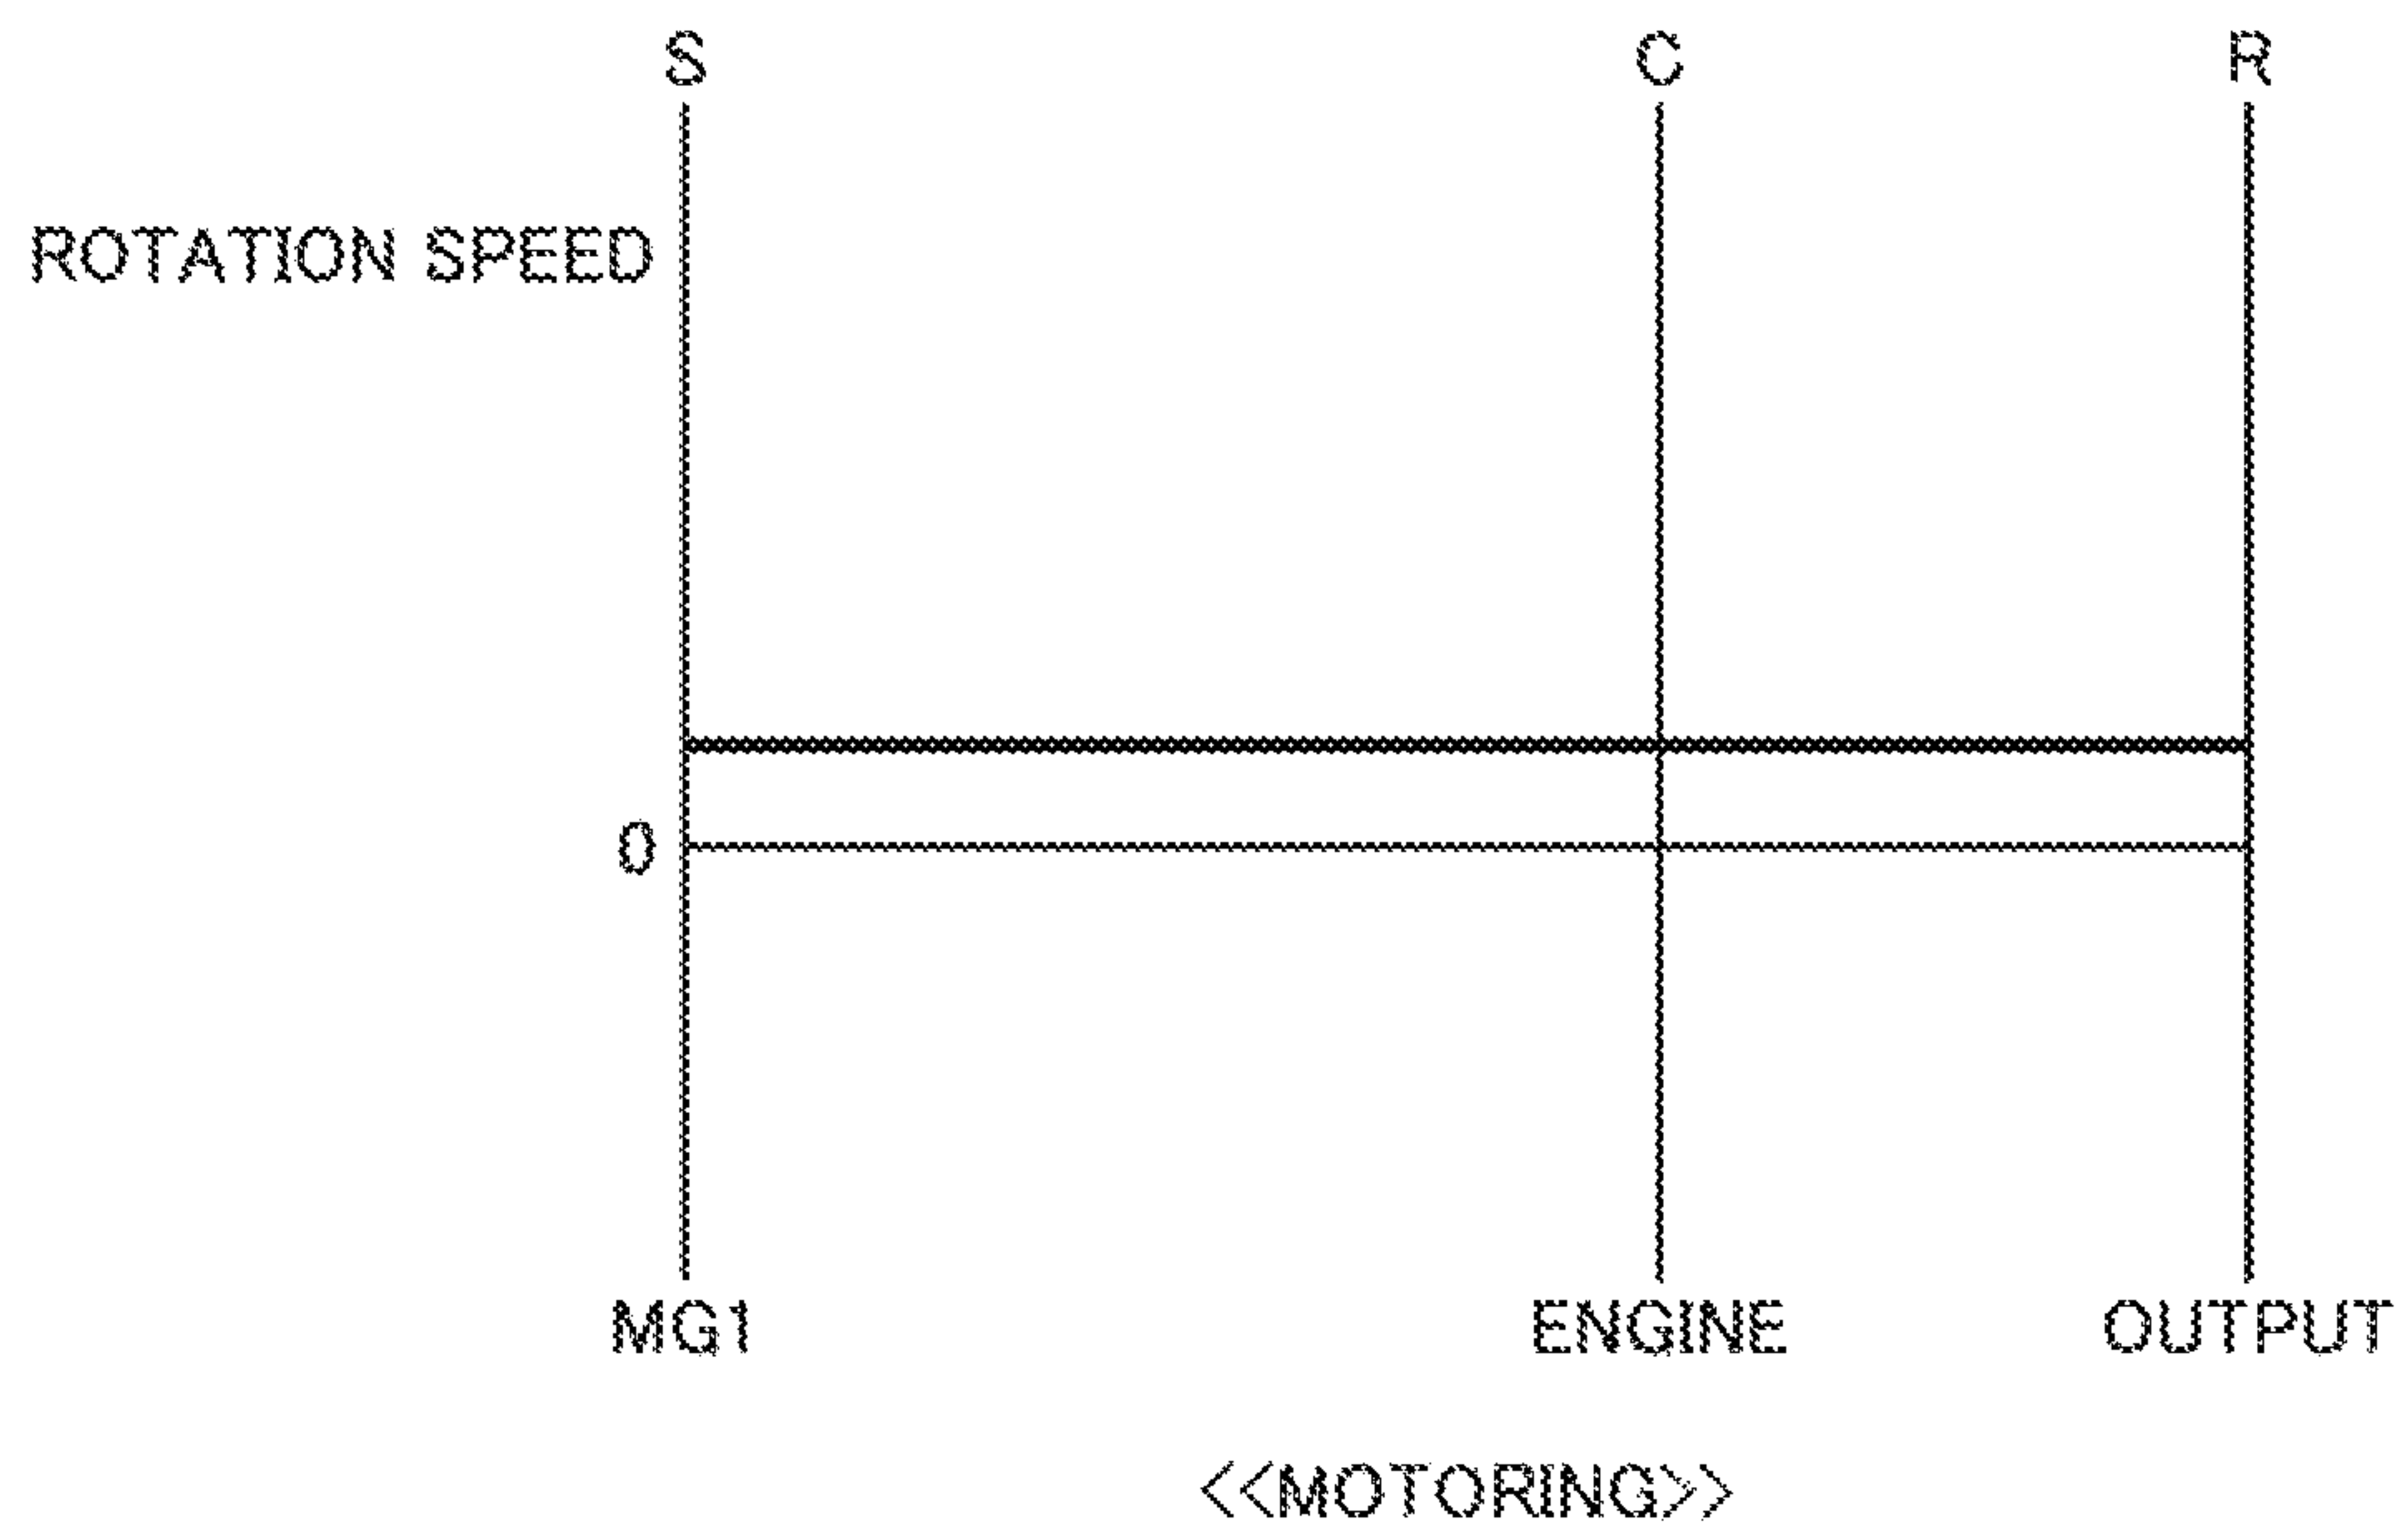 S C R
ROTATION SPEED
0
MG1 ENGINE OUTPUT
<<MOTORING>>